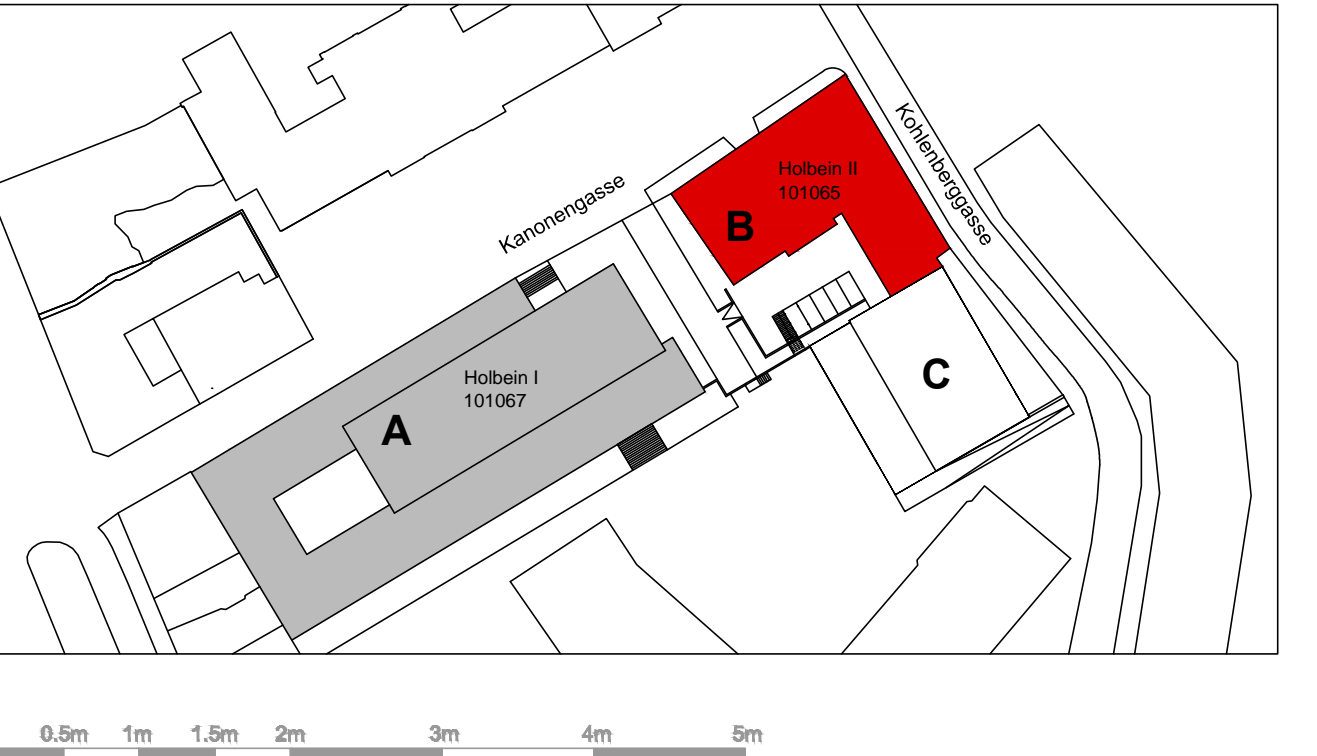 Kohlenberggasse
Holbein II
101065
B
Kanonengasse
Holbein I
101067
A
C
0.5m 1m 1.5m 2m 3m 4m 5m